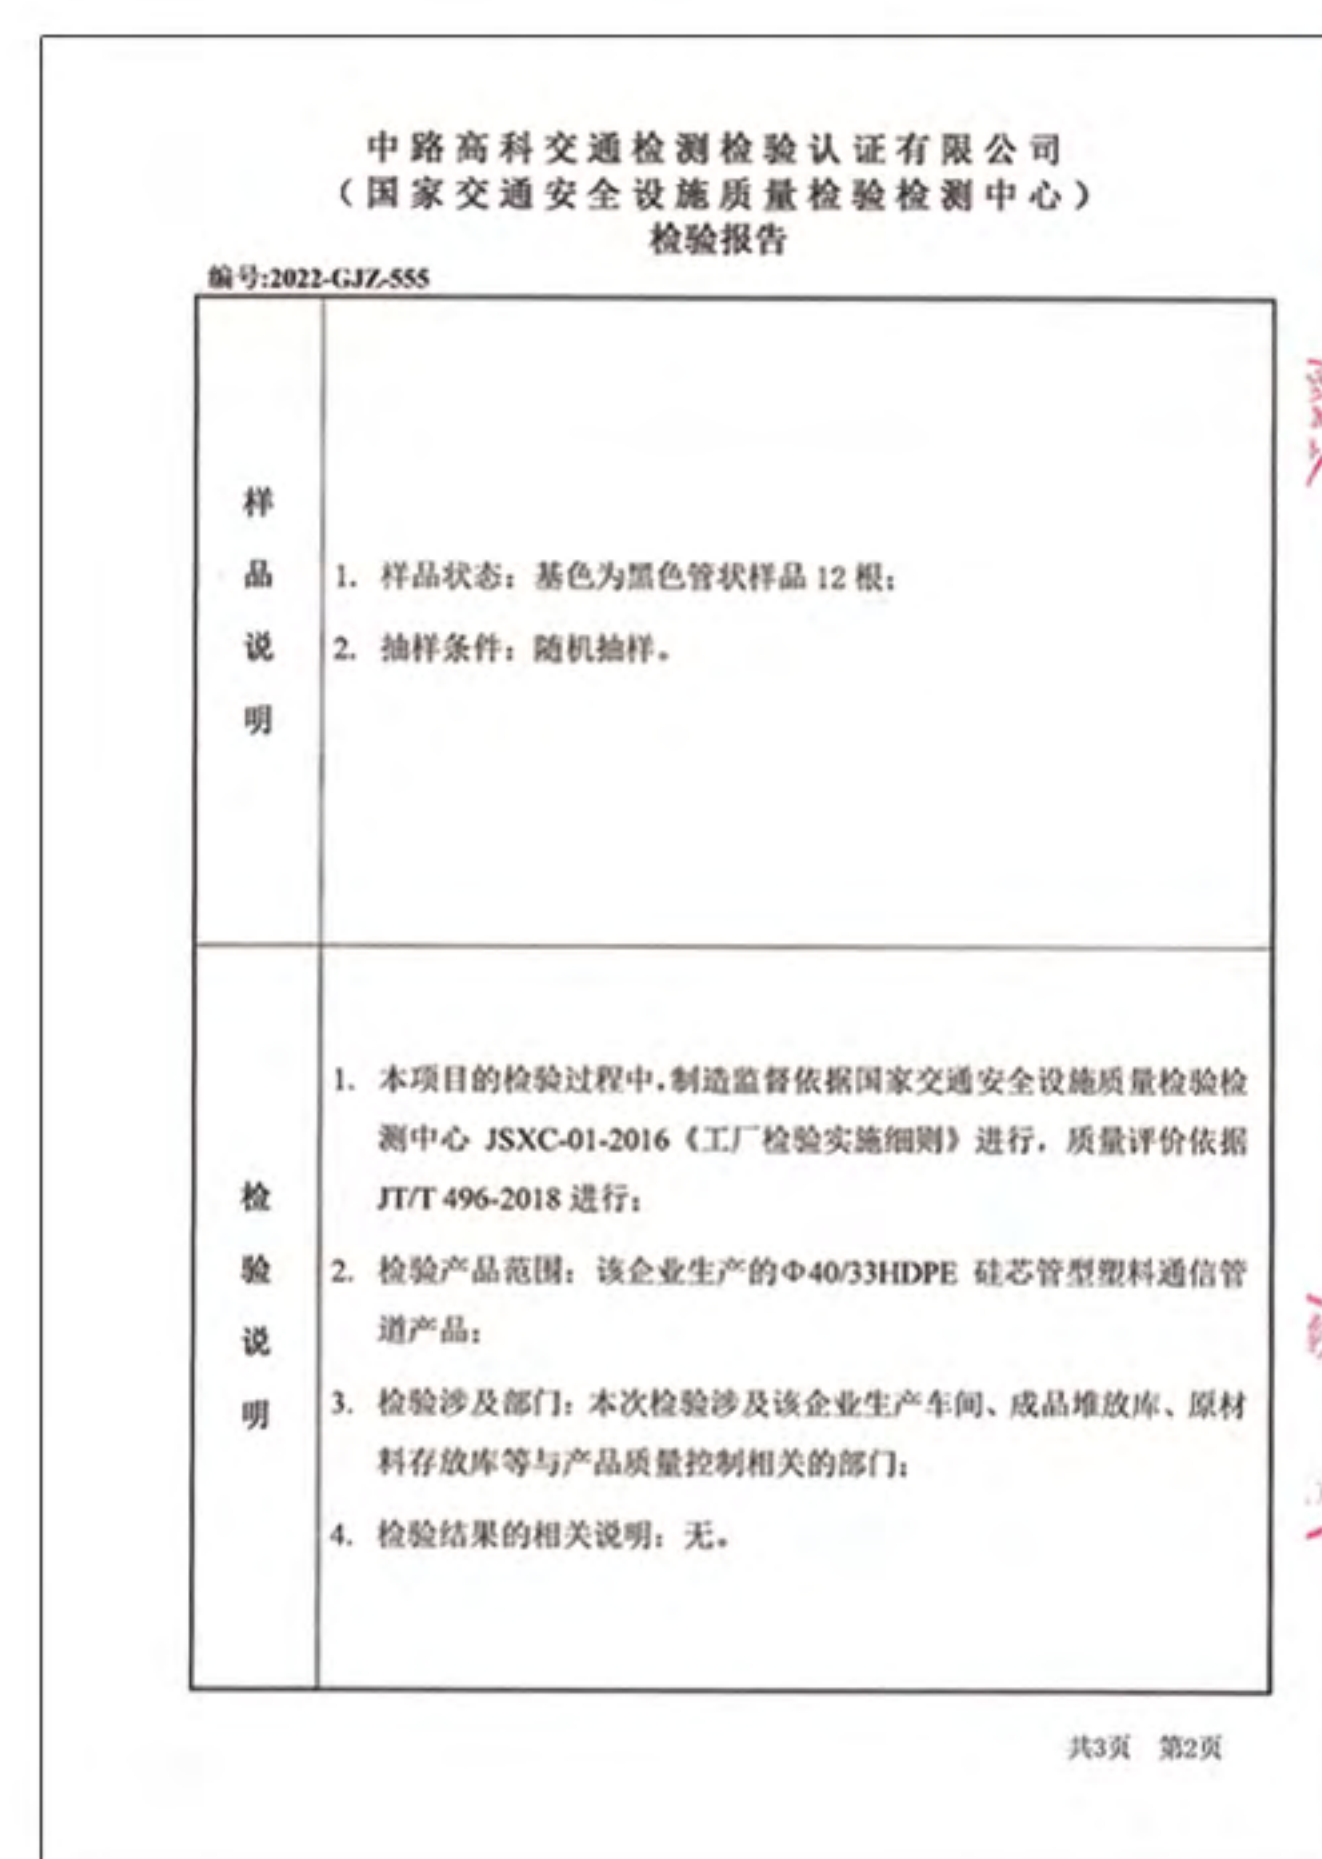 中路高科交通检测检验认证有限公司
（国家交通安全设施质量检验检测中心）
检验报告
编号:2022-GJZ-555
样品说明
1. 样品状态：基色为黑色管状样品 12 根；
2. 抽样条件：随机抽样。
检验说明
1. 本项目的检验过程中，制造监督依据国家交通安全设施质量检验检
测中心 JSXC-01-2016《工厂检验实施细则》进行，质量评价依据
JT/T 496-2018 进行；
2. 检验产品范围：该企业生产的Φ40/33HDPE 硅芯管型塑料通信管
道产品；
3. 检验涉及部门：本次检验涉及该企业生产车间、成品堆放库、原材
料存放库等与产品质量控制相关的部门；
4. 检验结果的相关说明：无。
共3页 第2页